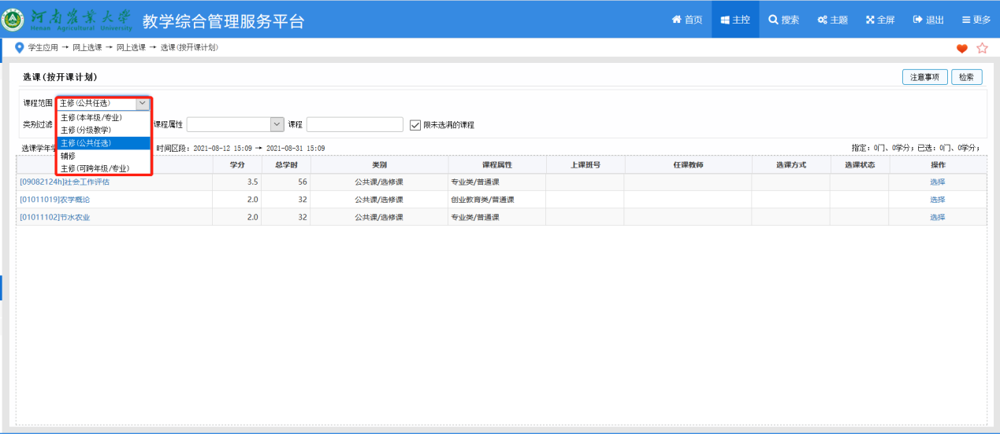 河南农业大学 教学综合管理服务平台 首页 主控 搜索 主题 全屏 退出 更多
Henan Agricultural University
学生应用 → 网上选课 → 网上选课 → 选课(按开课计划)
选课(按开课计划) 注意事项 检索
课程范围 主修(公共任选)
主修(本年级/专业)
类别过滤 课程属性 课程 限未选满的课程
主修(分级教学)
主修(公共任选)
选课学年学 时间区段：2021-08-12 15:09 → 2021-08-31 15:09 指定：0门、0学分；已选：0门、0学分；
辅修
主修(可跨年级/专业)
学分 总学时 类别 课程属性 上课班号 任课教师 选课方式 选课状态 操作
[09082124h]社会工作评估 3.5 56 公共课/选修课 专业类/普通课 选择
[01011019]农学概论 2.0 32 公共课/选修课 创业教育类/普通课 选择
[01011102]节水农业 2.0 32 公共课/选修课 专业类/普通课 选择